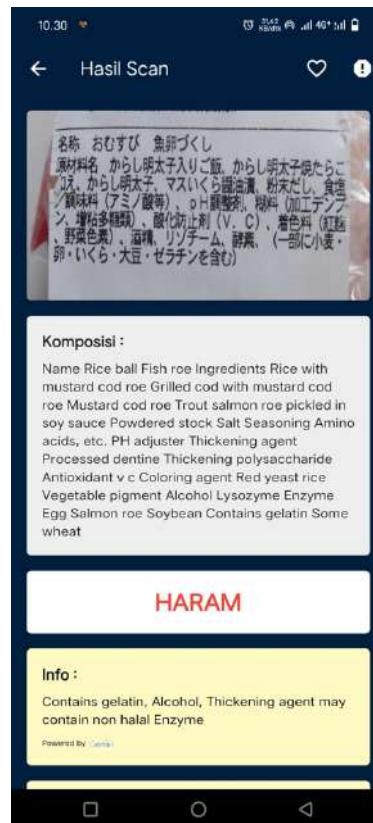 10.30
4G+
Hasil Scan
名称 おむすび 魚卵づくし
原材料名 からし明太子入りご飯、からし明太子焼たらこ
、からし明太子、マスいくら醤油漬、粉末だし、食塩
/調味料(アミノ酸等)、pH調整剤、糊料(加工デンプ
ン、増粘多糖類)、酸化防止剤(V.C)、着色料(紅麹
、野菜色素)、酒精、リゾチーム、酵素、(一部に小麦・
卵・いくら・大豆・ゼラチンを含む)
Komposisi :
Name Rice ball Fish roe Ingredients Rice with
mustard cod roe Grilled cod with mustard cod
roe Mustard cod roe Trout salmon roe pickled in
soy sauce Powdered stock Salt Seasoning Amino
acids, etc. PH adjuster Thickening agent
Processed dentine Thickening polysaccharide
Antioxidant v c Coloring agent Red yeast rice
Vegetable pigment Alcohol Lysozyme Enzyme
Egg Salmon roe Soybean Contains gelatin Some
wheat
HARAM
Info :
Contains gelatin, Alcohol, Thickening agent may
contain non halal Enzyme
Powered by Gemini